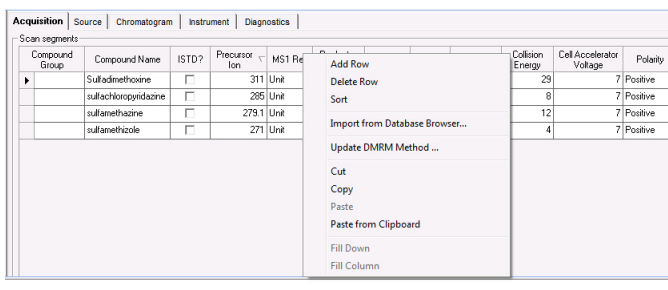 Acquisition Source Chromatogram Instrument Diagnostics
Scan segments
Compound Group Compound Name ISTD? Precursor Ion MS1 Re Collision Energy Cell Accelerator Voltage Polarity
Sulfadimethoxine 311 Unit 29 7 Positive
sulfachloropyridazine 285 Unit 8 7 Positive
sulfamethazine 279.1 Unit 12 7 Positive
sulfamethizole 271 Unit 4 7 Positive
Add Row
Delete Row
Sort
Import from Database Browser...
Update DMRM Method ...
Cut
Copy
Paste
Paste from Clipboard
Fill Down
Fill Column